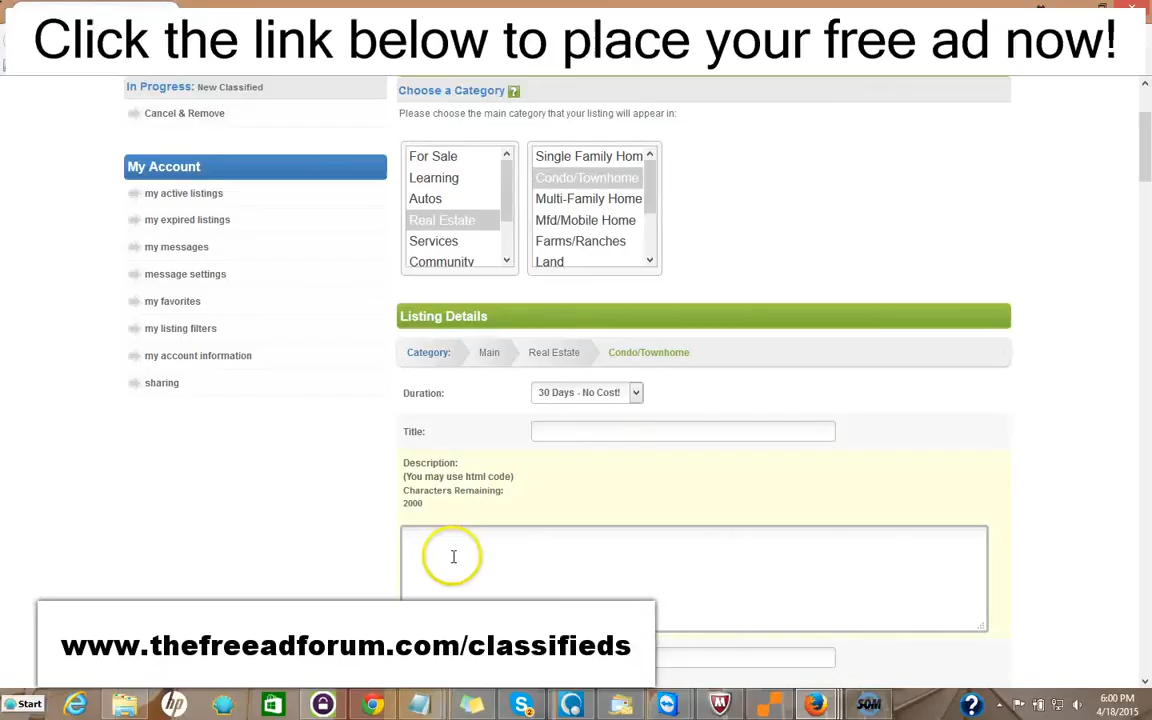 Click the link below to place your free ad now!
In Progress: New Classified
Cancel & Remove
My Account
my active listings
my expired listings
my messages
message settings
my favorites
my listing filters
my account information
sharing
Choose a Category ?
Please choose the main category that your listing will appear in:
For Sale
Learning
Autos
Real Estate
Services
Community
Single Family Hom
Condo/Townhome
Multi-Family Home
Mfd/Mobile Home
Farms/Ranches
Land
Listing Details
Category: Main Real Estate Condo/Townhome
Duration: 30 Days - No Cost!
Title:
Description:
(You may use html code)
Characters Remaining:
2000
www.thefreeadforum.com/classifieds
Start
hp
S 2
SOM
?
6:00 PM
4/18/2015